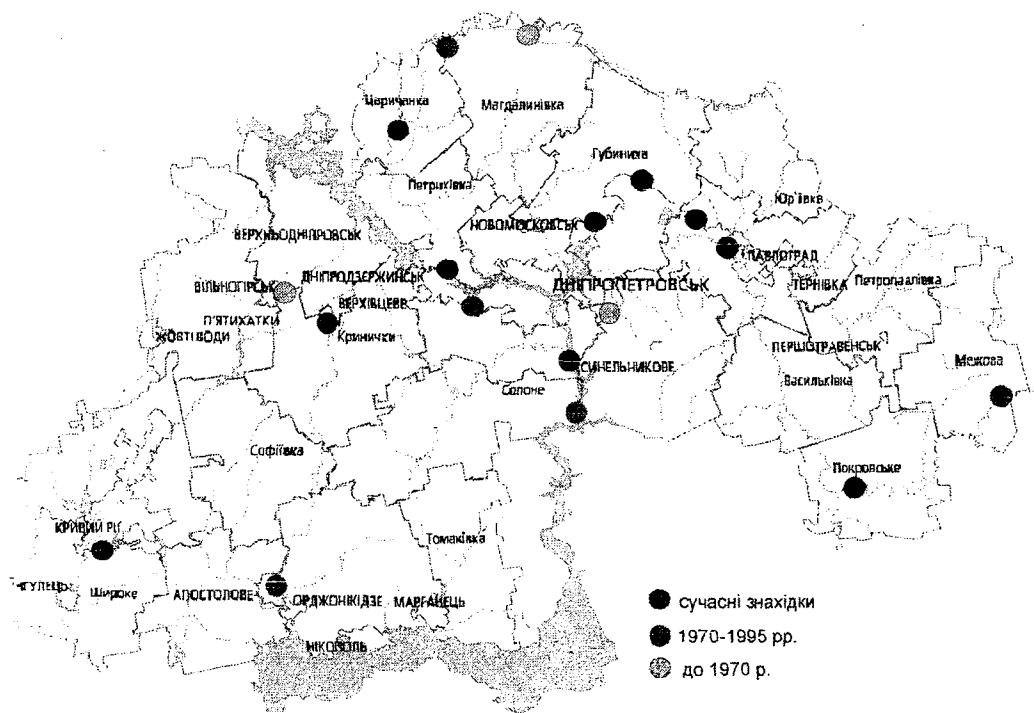 Царичанка
Магдалинівка
Губиниха
Петриківка
Юр'ївка
НОВОМОСКОВСЬК
ВЕРХНЬОДНІПРОВСЬК
ПАВЛОГРАД
ДНІПРОДЗЕРЖИНСЬК
ДНІПРОПЕТРОВСЬК
ВІЛЬНОГІРСЬК
ТЕРНІВКА
Петропавлівка
ВЕРХІВЦЕВЕ
П'ЯТИХАТКИ
ЖОВТІ ВОДИ
Кринички
ПЕРШОТРАВЕНСЬК
Межова
СИНЕЛЬНИКОВЕ
Васильківка
Солоне
Софіївка
Покровське
КРИВИЙ РІГ
Томаківка
Широке
АПОСТОЛОВЕ
ОРДЖОНІКІДЗЕ
МАРГАНЕЦЬ
НІКОПОЛЬ
сучасні знахідки
1970-1995 рр.
до 1970 р.